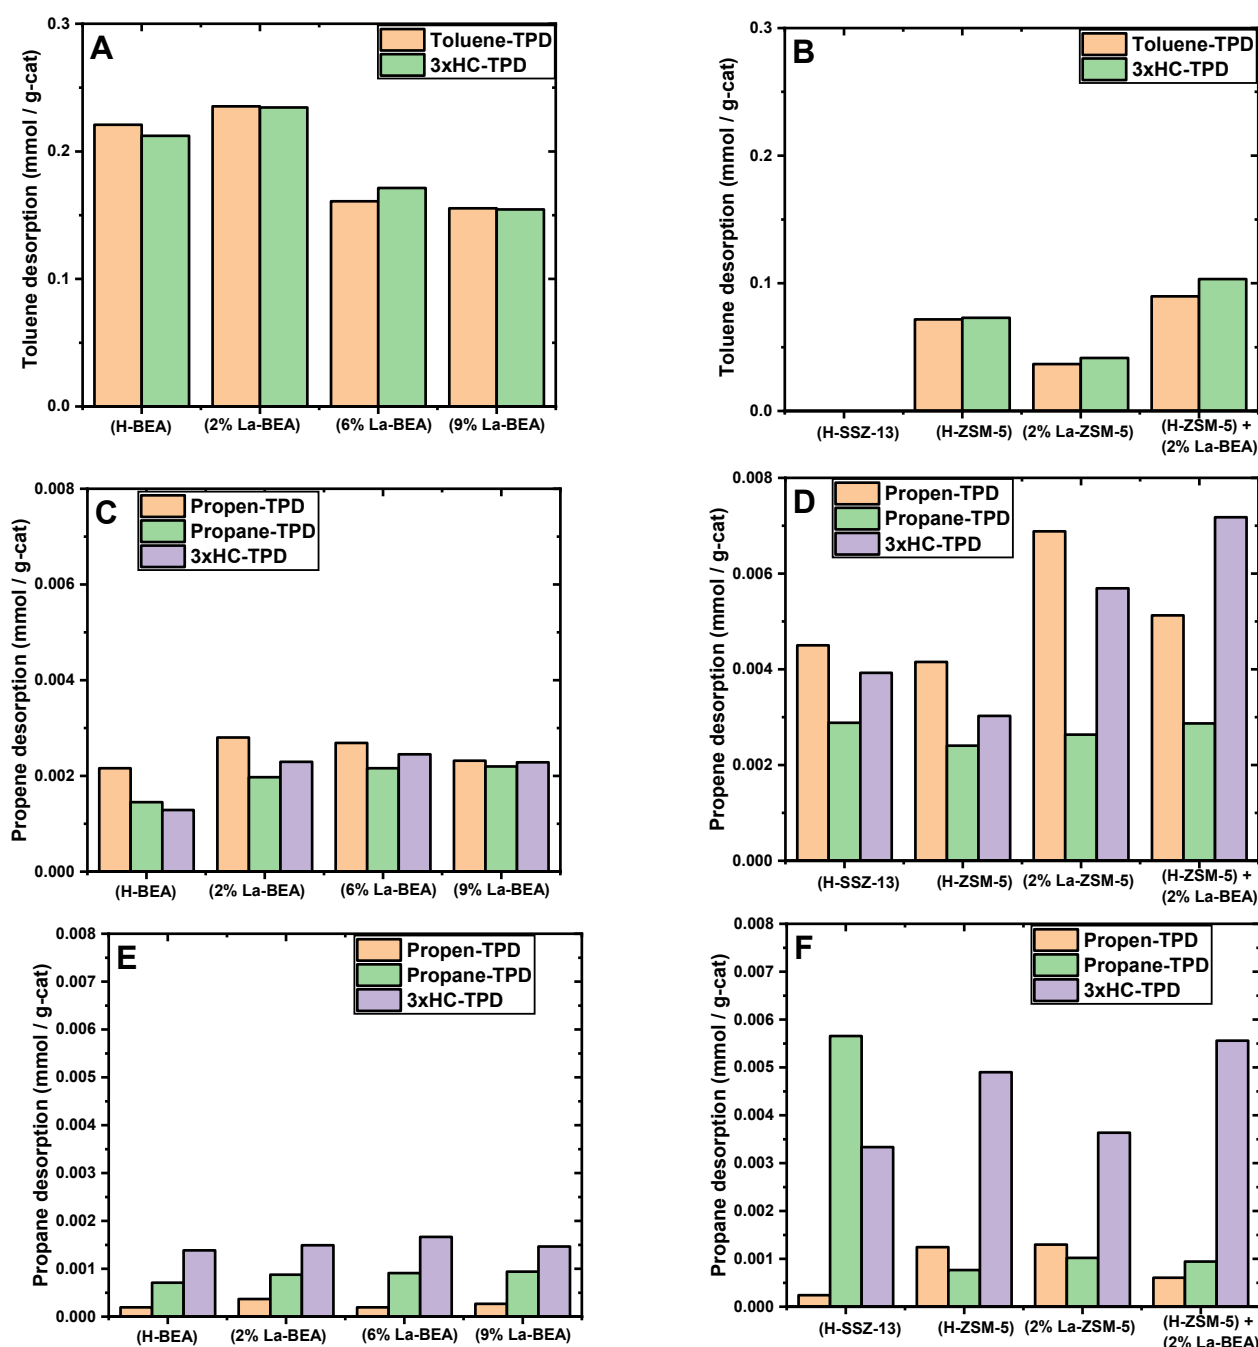 A
Toluene-TPD
3xHC-TPD
Toluene desorption (mmol / g-cat)
0.3
0.2
0.1
0.0
(H-BEA)
(2% La-BEA)
(6% La-BEA)
(9% La-BEA)
B
Toluene-TPD
3xHC-TPD
Toluene desorption (mmol / g-cat)
0.3
0.2
0.1
0.0
(H-SSZ-13)
(H-ZSM-5)
(2% La-ZSM-5)
(H-ZSM-5) +
(2% La-BEA)
C
Propen-TPD
Propane-TPD
3xHC-TPD
Propene desorption (mmol / g-cat)
0.008
0.006
0.004
0.002
0.000
(H-BEA)
(2% La-BEA)
(6% La-BEA)
(9% La-BEA)
D
Propen-TPD
Propane-TPD
3xHC-TPD
Propene desorption (mmol / g-cat)
0.008
0.006
0.004
0.002
0.000
(H-SSZ-13)
(H-ZSM-5)
(2% La-ZSM-5)
(H-ZSM-5) +
(2% La-BEA)
E
Propen-TPD
Propane-TPD
3xHC-TPD
Propane desorption (mmol / g-cat)
0.008
0.007
0.006
0.005
0.004
0.003
0.002
0.001
0.000
(H-BEA)
(2% La-BEA)
(6% La-BEA)
(9% La-BEA)
F
Propen-TPD
Propane-TPD
3xHC-TPD
Propane desorption (mmol / g-cat)
0.008
0.007
0.006
0.005
0.004
0.003
0.002
0.001
0.000
(H-SSZ-13)
(H-ZSM-5)
(2% La-ZSM-5)
(H-ZSM-5) +
(2% La-BEA)